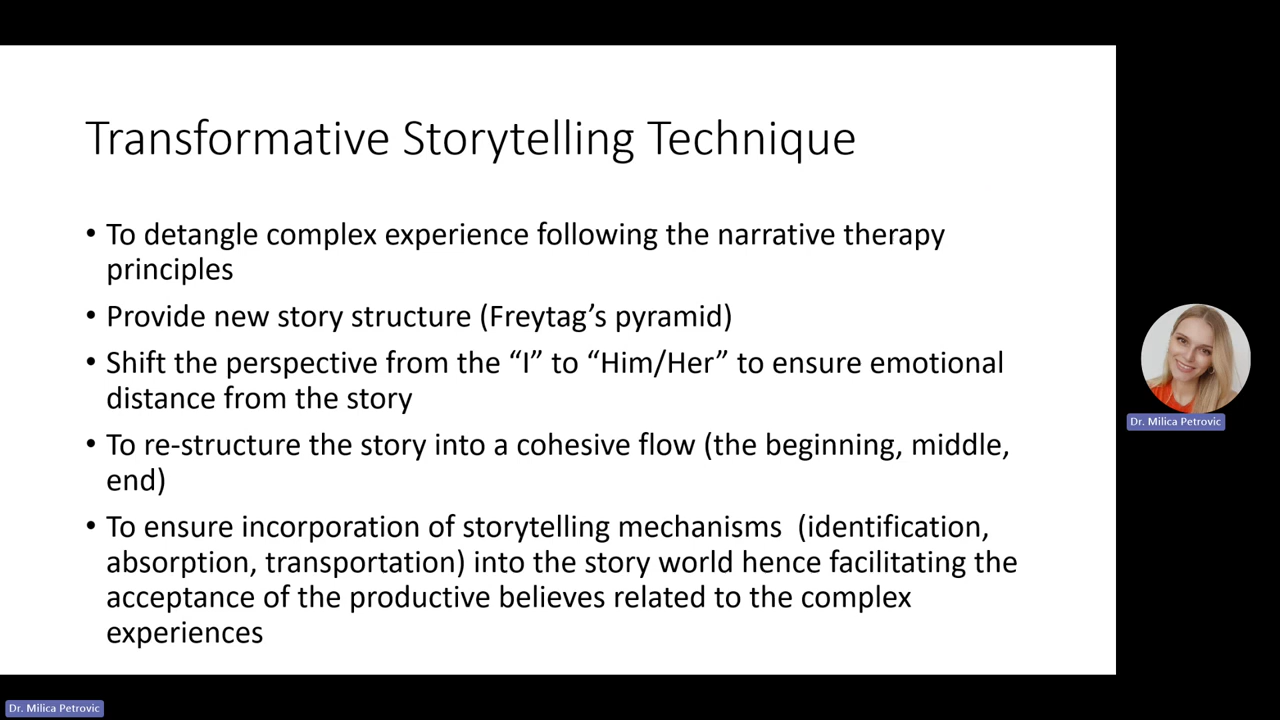 Transformative Storytelling Technique
• To detangle complex experience following the narrative therapy
principles
• Provide new story structure (Freytag’s pyramid)
• Shift the perspective from the “I” to “Him/Her” to ensure emotional
distance from the story
• To re-structure the story into a cohesive flow (the beginning, middle,
end)
• To ensure incorporation of storytelling mechanisms  (identification,
absorption, transportation) into the story world hence facilitating the
acceptance of the productive believes related to the complex
experiences
Dr. Milica Petrovic
Dr. Milica Petrovic